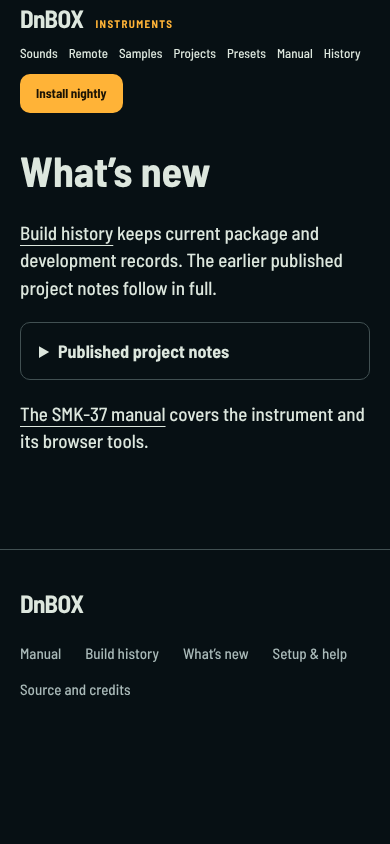 DnBOX INSTRUMENTS
Sounds Remote Samples Projects Presets Manual History
Install nightly
What’s new
Build history keeps current package and
development records. The earlier published
project notes follow in full.
Published project notes
The SMK-37 manual covers the instrument and
its browser tools.
DnBOX
Manual Build history What’s new Setup & help
Source and credits